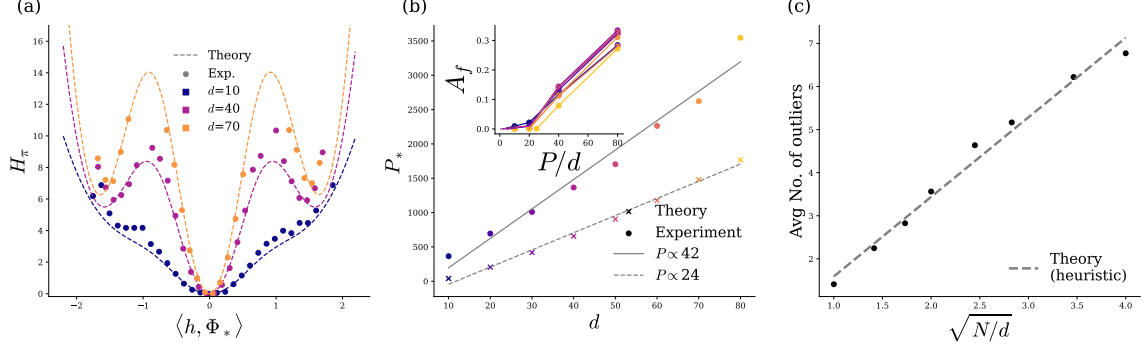 (a)
16
14
12
10
8
6
4
2
0
H_π
−2
−1
0
1
2
⟨h, Φ_*⟩
Theory
Exp.
d=10
d=40
d=70
(b)
3500
3000
2500
2000
1500
1000
500
0
P_*
10
20
30
40
50
60
70
80
d
0.3
0.2
0.1
0.0
A_f
0
20
40
60
80
P/d
Theory
Experiment
P ∝ 42
P ∝ 24
(c)
7
6
5
4
3
2
Avg No. of outliers
1.0
1.5
2.0
2.5
3.0
3.5
4.0
√N/d
Theory
(heuristic)